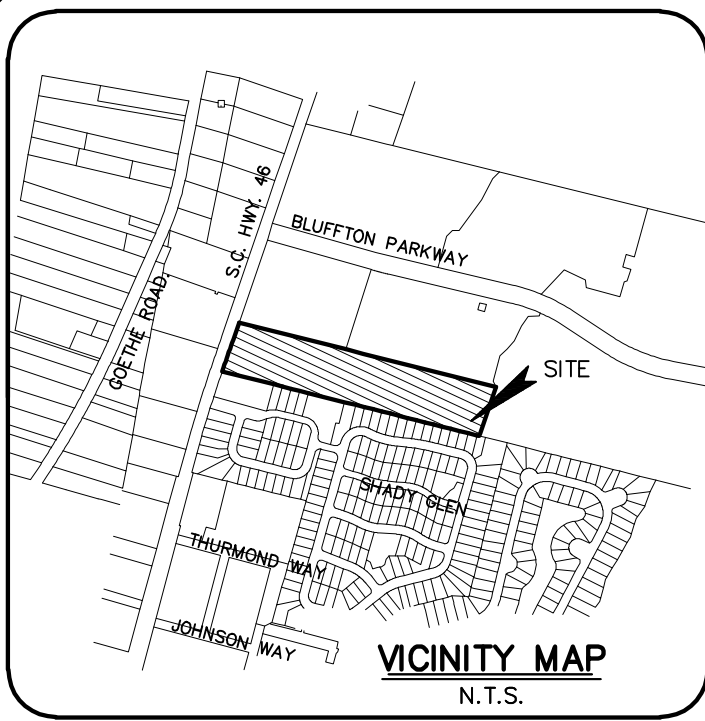 S.C. HWY. 46
BLUFFTON PARKWAY
GOETHE ROAD.
SITE
SHADY GLEN
THURMOND WAY
JOHNSON WAY
VICINITY MAP
N.T.S.